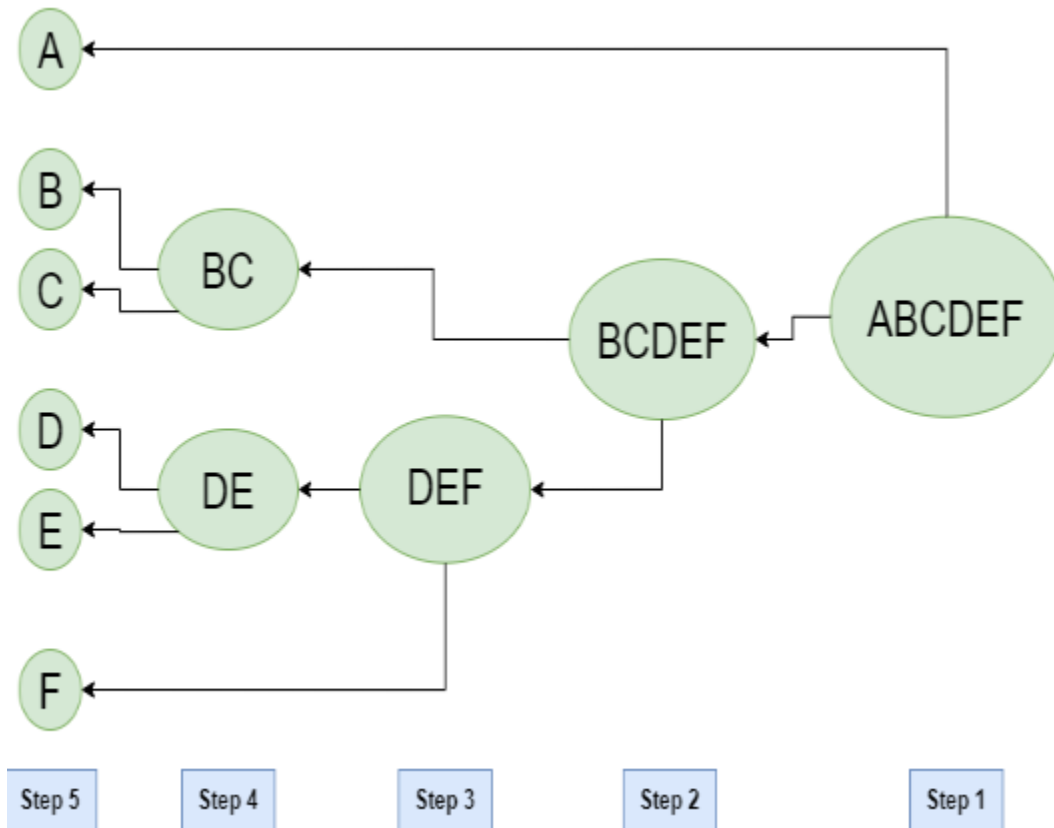 A
B
BC
C
BCDEF
ABCDEF
D
DE
DEF
E
F
Step 5
Step 4
Step 3
Step 2
Step 1